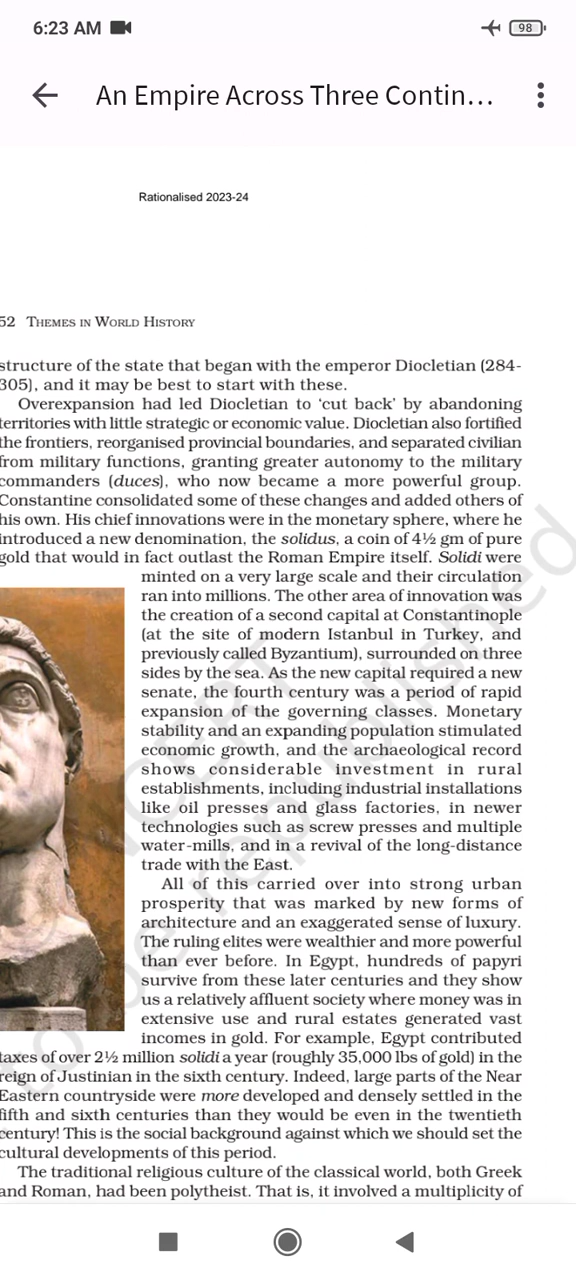 6:23 AM
98
An Empire Across Three Contin...
Rationalised 2023-24
52 THEMES IN WORLD HISTORY
structure of the state that began with the emperor Diocletian (284-
305), and it may be best to start with these.
Overexpansion had led Diocletian to ‘cut back’ by abandoning
territories with little strategic or economic value. Diocletian also fortified
the frontiers, reorganised provincial boundaries, and separated civilian
from military functions, granting greater autonomy to the military
commanders (duces), who now became a more powerful group.
Constantine consolidated some of these changes and added others of
his own. His chief innovations were in the monetary sphere, where he
introduced a new denomination, the solidus, a coin of 4½ gm of pure
gold that would in fact outlast the Roman Empire itself. Solidi were
minted on a very large scale and their circulation
ran into millions. The other area of innovation was
the creation of a second capital at Constantinople
(at the site of modern Istanbul in Turkey, and
previously called Byzantium), surrounded on three
sides by the sea. As the new capital required a new
senate, the fourth century was a period of rapid
expansion of the governing classes. Monetary
stability and an expanding population stimulated
economic growth, and the archaeological record
shows considerable investment in rural
establishments, including industrial installations
like oil presses and glass factories, in newer
technologies such as screw presses and multiple
water-mills, and in a revival of the long-distance
trade with the East.
All of this carried over into strong urban
prosperity that was marked by new forms of
architecture and an exaggerated sense of luxury.
The ruling elites were wealthier and more powerful
than ever before. In Egypt, hundreds of papyri
survive from these later centuries and they show
us a relatively affluent society where money was in
extensive use and rural estates generated vast
incomes in gold. For example, Egypt contributed
taxes of over 2½ million solidi a year (roughly 35,000 lbs of gold) in the
reign of Justinian in the sixth century. Indeed, large parts of the Near
Eastern countryside were more developed and densely settled in the
fifth and sixth centuries than they would be even in the twentieth
century! This is the social background against which we should set the
cultural developments of this period.
The traditional religious culture of the classical world, both Greek
and Roman, had been polytheist. That is, it involved a multiplicity of
NCERT
to be republished